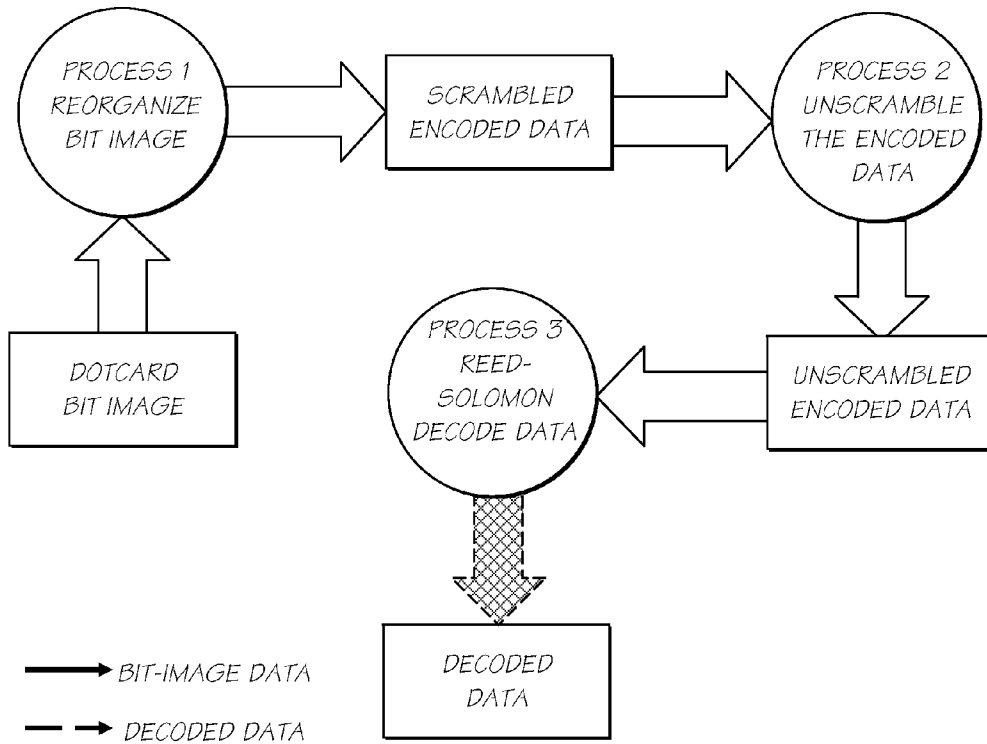 PROCESS 1
REORGANIZE
BIT IMAGE
SCRAMBLED
ENCODED DATA
PROCESS 2
UNSCRAMBLE
THE ENCODED
DATA
DOTCARD
BIT IMAGE
PROCESS 3
REED-
SOLOMON
DECODE DATA
UNSCRAMBLED
ENCODED DATA
DECODED
DATA
BIT-IMAGE DATA
DECODED DATA